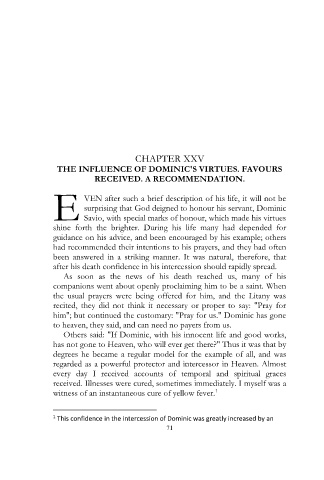 CHAPTER XXV
THE INFLUENCE OF DOMINIC'S VIRTUES. FAVOURS
RECEIVED. A RECOMMENDATION.
EVEN after such a brief description of his life, it will not be
surprising that God deigned to honour his servant, Dominic
Savio, with special marks of honour, which made his virtues
shine forth the brighter. During his life many had depended for
guidance on his advice, and been encouraged by his example; others
had recommended their intentions to his prayers, and they had often
been answered in a striking manner. It was natural, therefore, that
after his death confidence in his intercession should rapidly spread.
As soon as the news of his death reached us, many of his
companions went about openly proclaiming him to be a saint. When
the usual prayers were being offered for him, and the Litany was
recited, they did not think it necessary or proper to say: "Pray for
him"; but continued the customary: "Pray for us." Dominic has gone
to heaven, they said, and can need no payers from us.
Others said: "If Dominic, with his innocent life and good works,
has not gone to Heaven, who will ever get there?" Thus it was that by
degrees he became a regular model for the example of all, and was
regarded as a powerful protector and intercessor in Heaven. Almost
every day I received accounts of temporal and spiritual graces
received. Illnesses were cured, sometimes immediately. I myself was a
witness of an instantaneous cure of yellow fever.1
1 This confidence in the intercession of Dominic was greatly increased by an
71